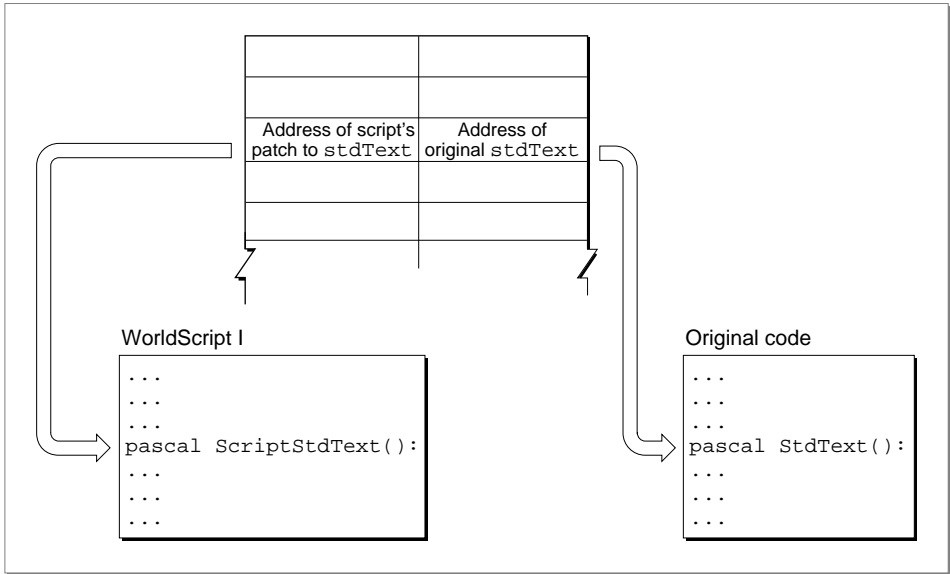 Address of script's
patch to stdText
Address of
original stdText
WorldScript I
...
...
...
pascal ScriptStdText():
...
...
...
Original code
...
...
...
pascal StdText():
...
...
...